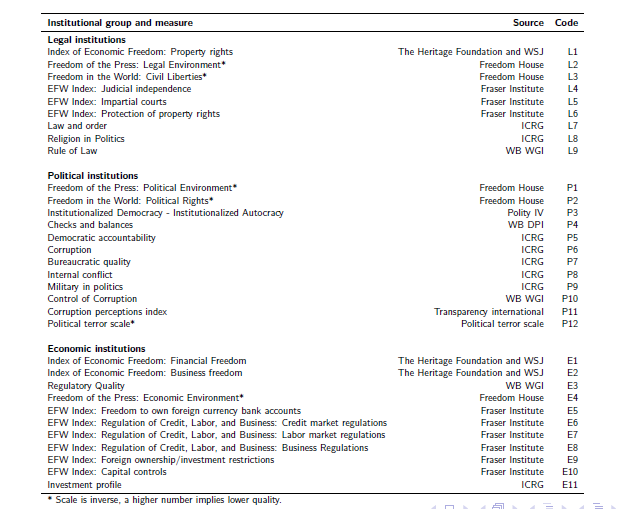 Institutional group and measure Source Code
Legal institutions
Index of Economic Freedom: Property rights The Heritage Foundation and WSJ L1
Freedom of the Press: Legal Environment* Freedom House L2
Freedom in the World: Civil Liberties* Freedom House L3
EFW Index: Judicial independence Fraser Institute L4
EFW Index: Impartial courts Fraser Institute L5
EFW Index: Protection of property rights Fraser Institute L6
Law and order ICRG L7
Religion in Politics ICRG L8
Rule of Law WB WGI L9
Political institutions
Freedom of the Press: Political Environment* Freedom House P1
Freedom in the World: Political Rights* Freedom House P2
Institutionalized Democracy - Institutionalized Autocracy Polity IV P3
Checks and balances WB DPI P4
Democratic accountability ICRG P5
Corruption ICRG P6
Bureaucratic quality ICRG P7
Internal conflict ICRG P8
Military in politics ICRG P9
Control of Corruption WB WGI P10
Corruption perceptions index Transparency international P11
Political terror scale* Political terror scale P12
Economic institutions
Index of Economic Freedom: Financial Freedom The Heritage Foundation and WSJ E1
Index of Economic Freedom: Business freedom The Heritage Foundation and WSJ E2
Regulatory Quality WB WGI E3
Freedom of the Press: Economic Environment* Freedom House E4
EFW Index: Freedom to own foreign currency bank accounts Fraser Institute E5
EFW Index: Regulation of Credit, Labor, and Business: Credit market regulations Fraser Institute E6
EFW Index: Regulation of Credit, Labor, and Business: Labor market regulations Fraser Institute E7
EFW Index: Regulation of Credit, Labor, and Business: Business Regulations Fraser Institute E8
EFW Index: Foreign ownership/investment restrictions Fraser Institute E9
EFW Index: Capital controls Fraser Institute E10
Investment profile ICRG E11
* Scale is inverse, a higher number implies lower quality.